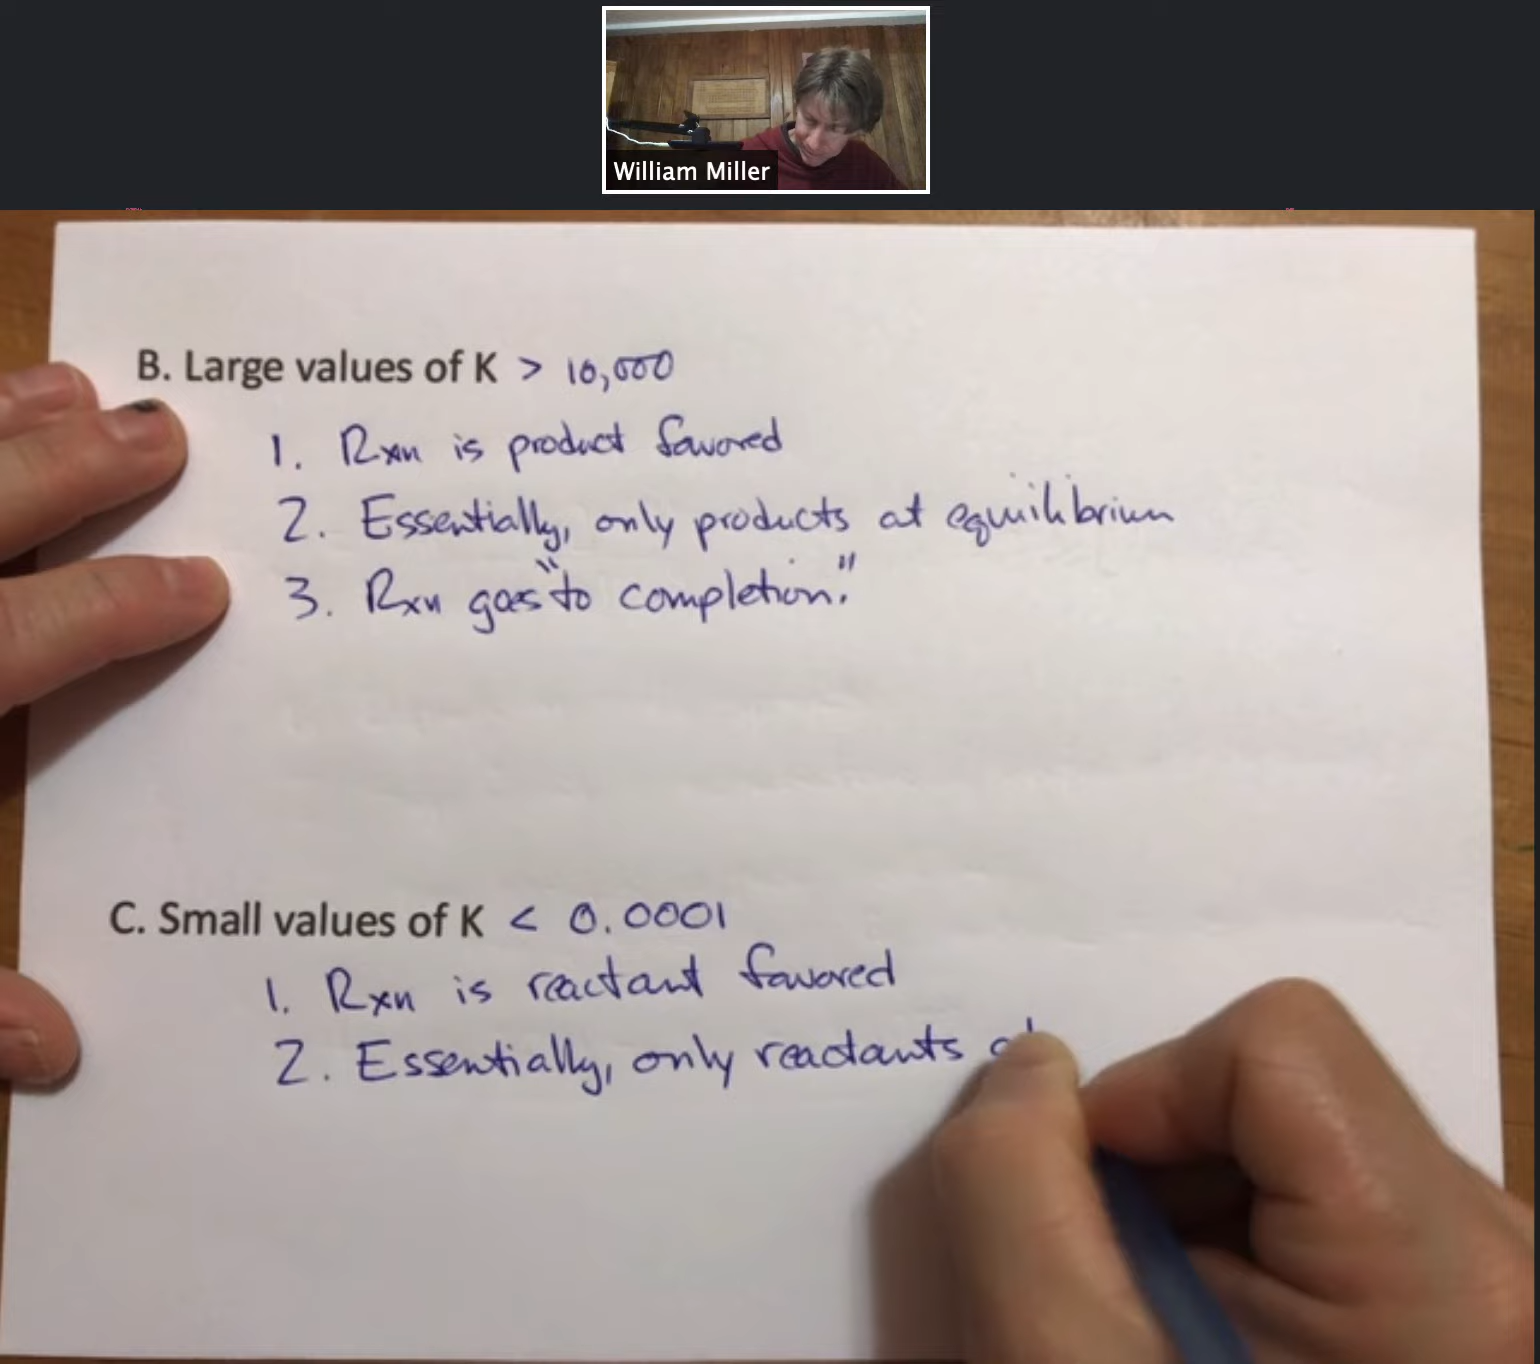 William Miller
B. Large values of K > 10,000
1. Rxn is product favored
2. Essentially, only products at equilibrium
3. Rxn goes "to completion."
C. Small values of K < 0.0001
1. Rxn is reactant favored
2. Essentially, only reactants